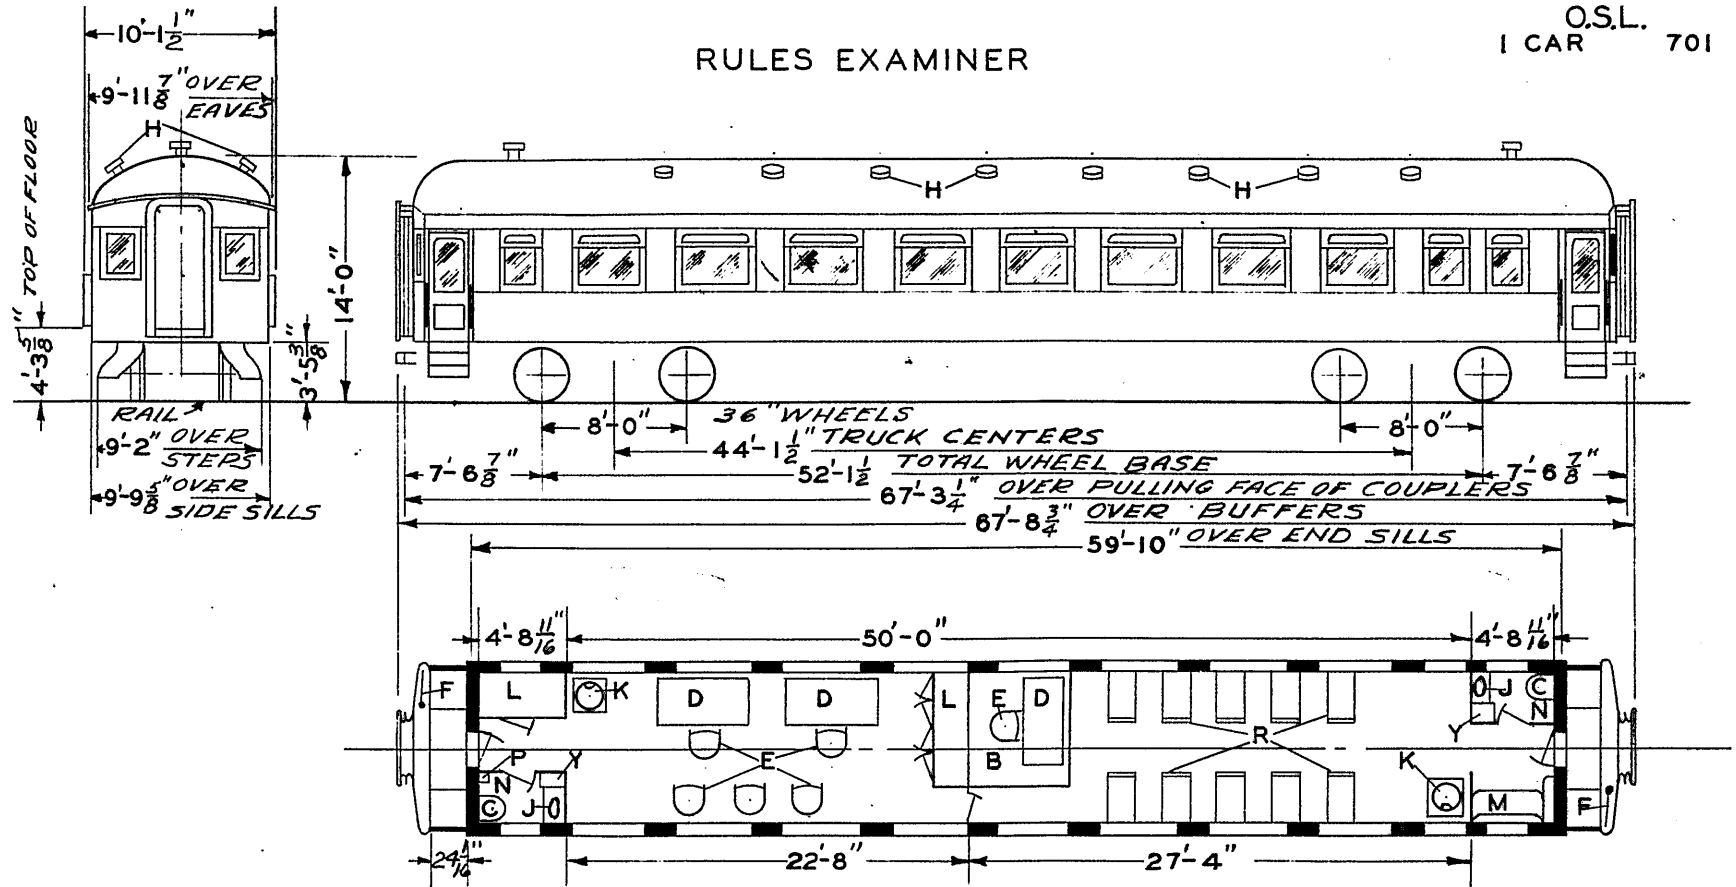 O.S.L.
1 CAR 701
RULES EXAMINER
10'-1 1/2"
9'-11 7/8" OVER
EAVES
H
TOP OF FLOOR
4'-3 5/8"
3'-5 3/8"
14'-0"
H H
RAIL
9'-2" OVER
STEPS
9'-9 5/8" OVER
SIDE SILLS
36" WHEELS
8'-0" 8'-0"
44'-1 1/2" TRUCK CENTERS
7'-6 7/8" 52'-1 1/2 TOTAL WHEEL BASE 7'-6 7/8"
67'-3 1/4" OVER PULLING FACE OF COUPLERS
67'-8 3/4" OVER BUFFERS
59'-10" OVER END SILLS
4'-8 11/16" 50'-0" 4'-8 11/16"
F L K D D L E D J C
N
R
P Y E B K Y
N
C J M F
24 1/16"
22'-8" 27'-4"